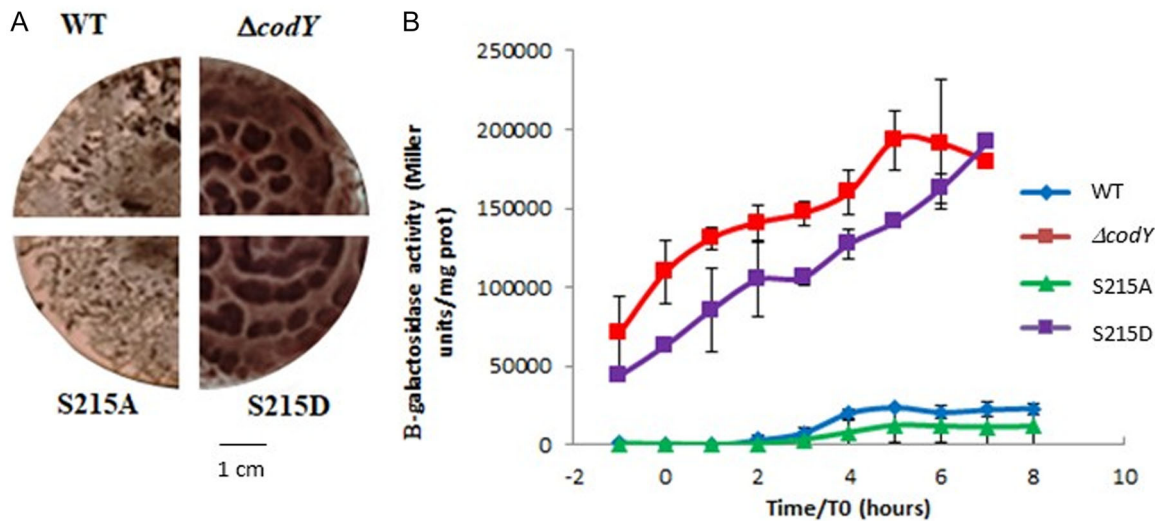 A
WT
ΔcodY
S215A
S215D
1 cm
B
B-galactosidase activity (Miller
units/mg prot)
250000
200000
150000
100000
50000
0
-2
0
2
4
6
8
10
Time/T0 (hours)
WT
ΔcodY
S215A
S215D